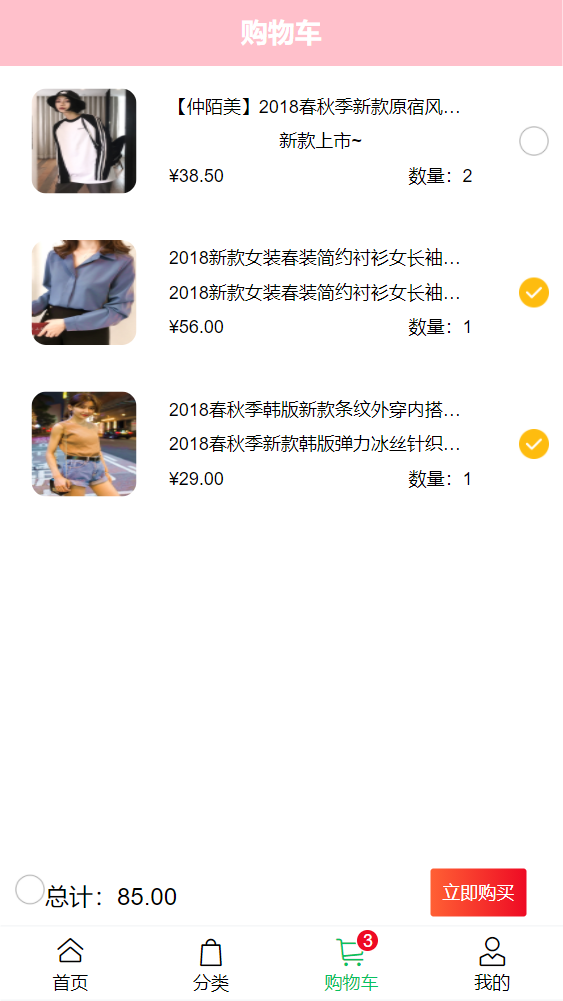 购物车
【仲陌美】2018春秋季新款原宿风…
新款上市~
¥38.50 数量：2
2018新款女装春装简约衬衫女长袖…
2018新款女装春装简约衬衫女长袖…
¥56.00 数量：1
2018春秋季韩版新款条纹外穿内搭…
2018春秋季新款韩版弹力冰丝针织…
¥29.00 数量：1
总计：85.00 立即购买
3
首页 分类 购物车 我的